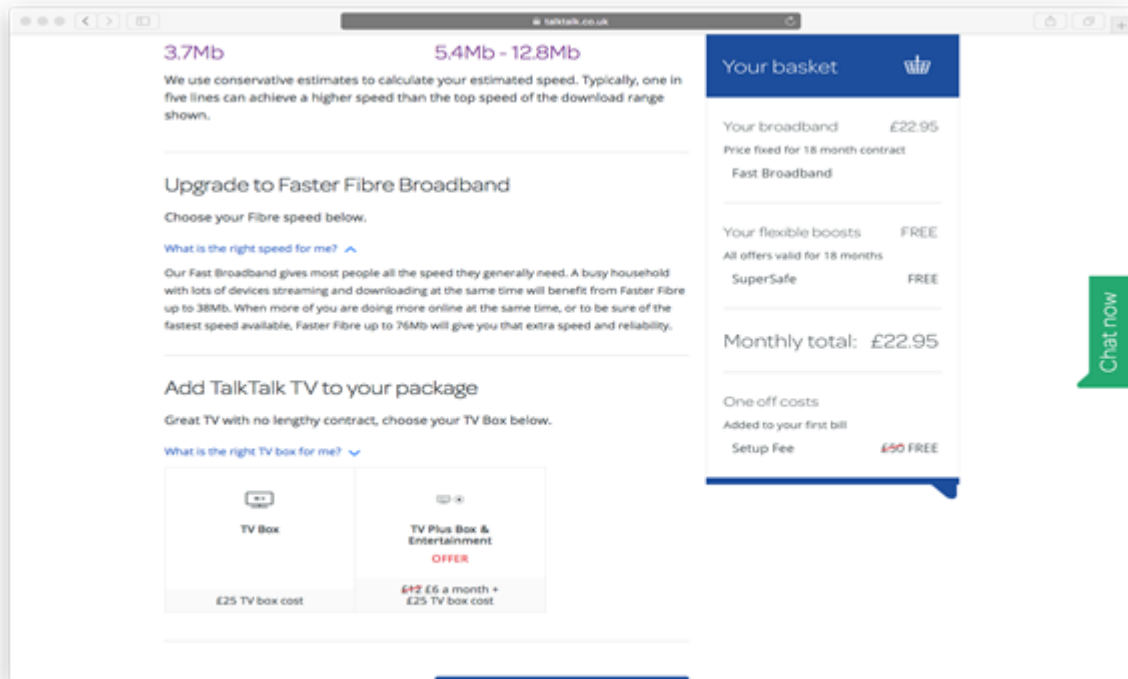 talktalk.co.uk
3.7Mb
5.4Mb - 12.8Mb
We use conservative estimates to calculate your estimated speed. Typically, one in
five lines can achieve a higher speed than the top speed of the download range
shown.
Upgrade to Faster Fibre Broadband
Choose your Fibre speed below.
What is the right speed for me?
Our Fast Broadband gives most people all the speed they generally need. A busy household
with lots of devices streaming and downloading at the same time will benefit from Faster Fibre
up to 38Mb. When more of you are doing more online at the same time, or to be sure of the
fastest speed available, Faster Fibre up to 76Mb will give you that extra speed and reliability.
Add TalkTalk TV to your package
Great TV with no lengthy contract, choose your TV Box below.
What is the right TV box for me?
TV Box
£25 TV box cost
TV Plus Box &
Entertainment
OFFER
£12 £6 a month +
£25 TV box cost
Your basket
Your broadband £22.95
Price fixed for 18 month contract
Fast Broadband
Your flexible boosts FREE
All offers valid for 18 months
SuperSafe FREE
Monthly total: £22.95
One off costs
Added to your first bill
Setup Fee £50 FREE
Chat now